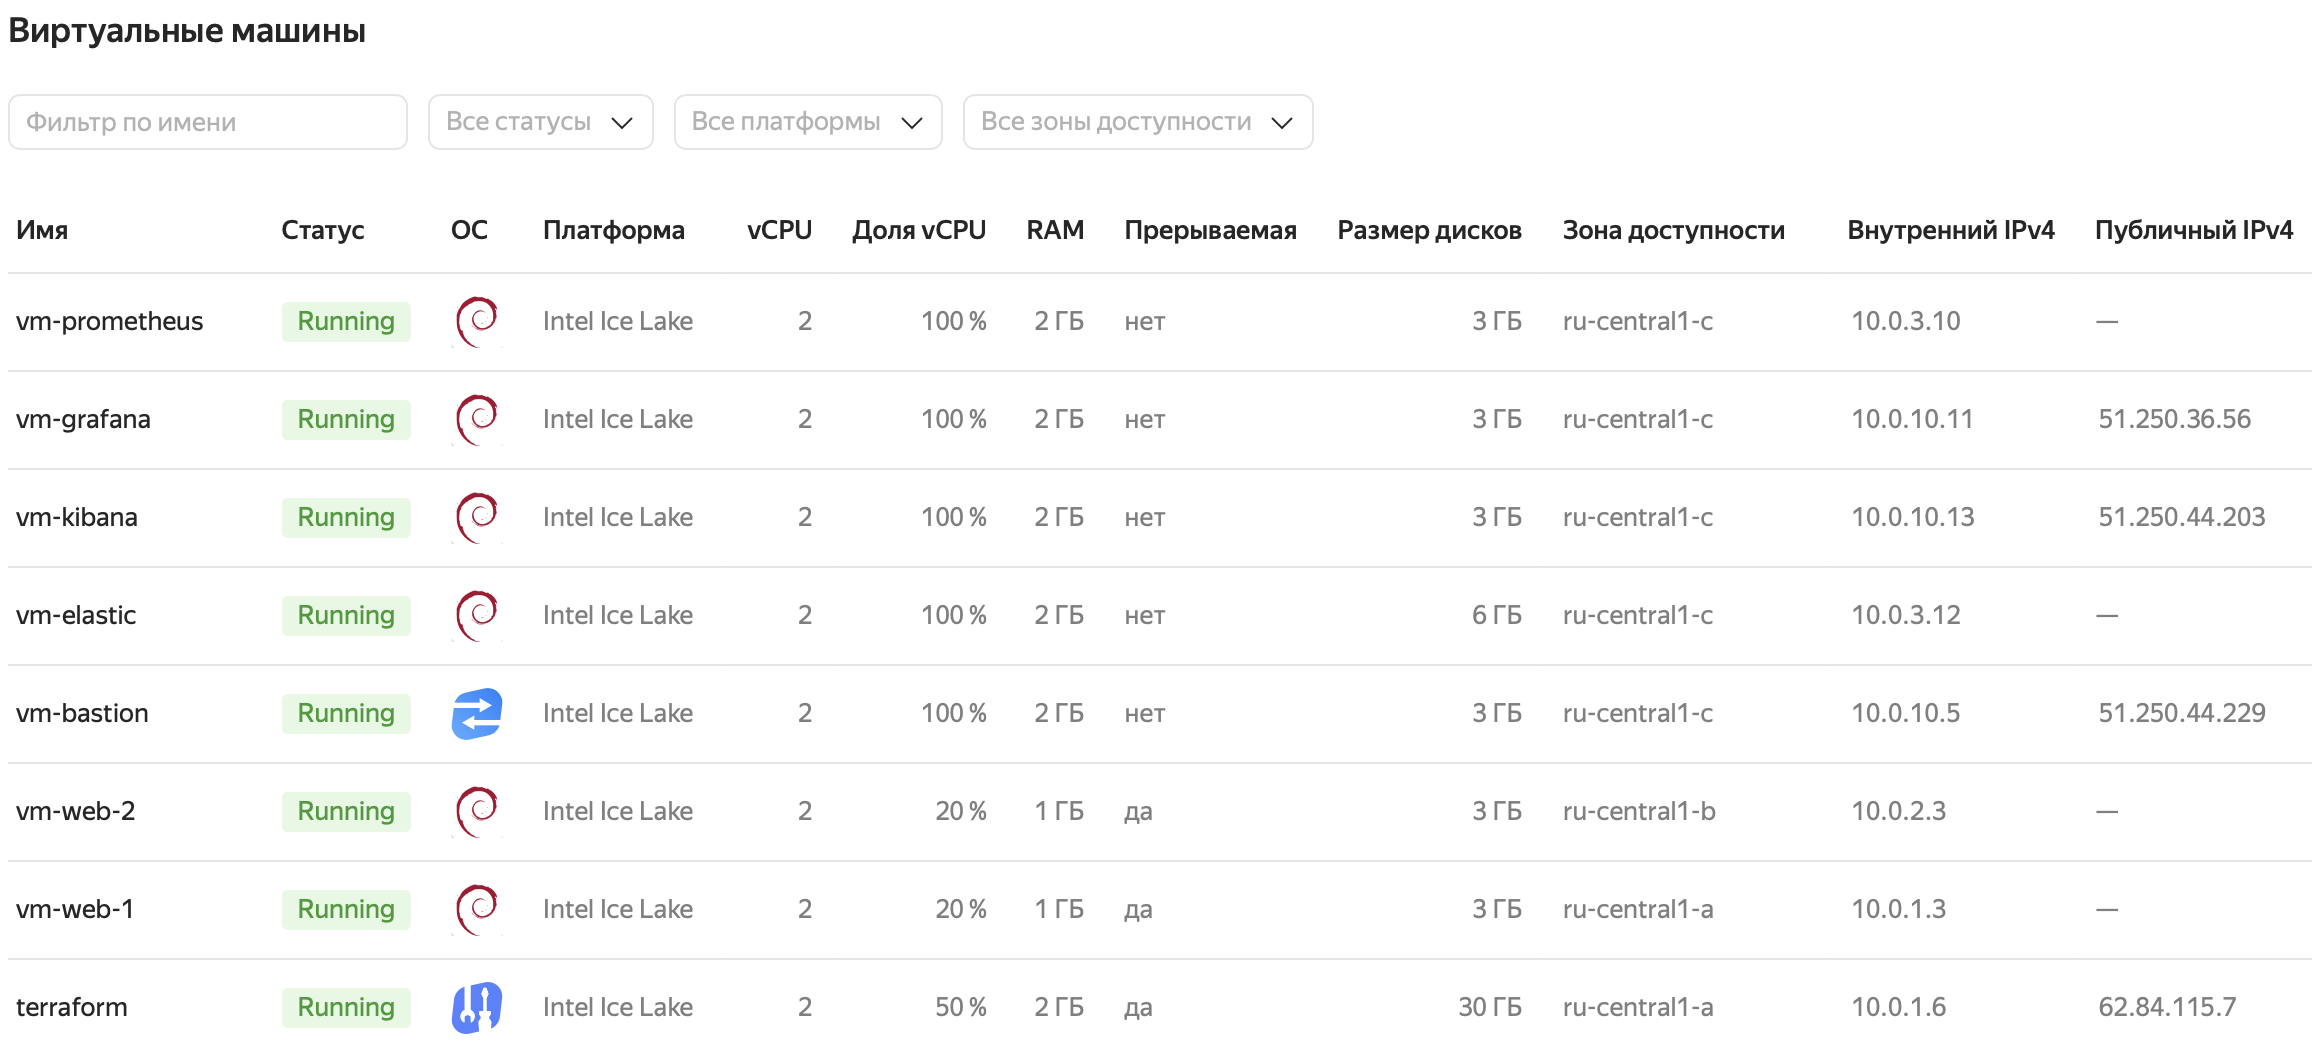 Виртуальные машины
Фильтр по имени Все статусы Все платформы Все зоны доступности
Имя Статус ОС Платформа vCPU Доля vCPU RAM Прерываемая Размер дисков Зона доступности Внутренний IPv4 Публичный IPv4
vm-prometheus Running Intel Ice Lake 2 100 % 2 ГБ нет 3 ГБ ru-central1-c 10.0.3.10 —
vm-grafana Running Intel Ice Lake 2 100 % 2 ГБ нет 3 ГБ ru-central1-c 10.0.10.11 51.250.36.56
vm-kibana Running Intel Ice Lake 2 100 % 2 ГБ нет 3 ГБ ru-central1-c 10.0.10.13 51.250.44.203
vm-elastic Running Intel Ice Lake 2 100 % 2 ГБ нет 6 ГБ ru-central1-c 10.0.3.12 —
vm-bastion Running Intel Ice Lake 2 100 % 2 ГБ нет 3 ГБ ru-central1-c 10.0.10.5 51.250.44.229
vm-web-2 Running Intel Ice Lake 2 20 % 1 ГБ да 3 ГБ ru-central1-b 10.0.2.3 —
vm-web-1 Running Intel Ice Lake 2 20 % 1 ГБ да 3 ГБ ru-central1-a 10.0.1.3 —
terraform Running Intel Ice Lake 2 50 % 2 ГБ да 30 ГБ ru-central1-a 10.0.1.6 62.84.115.7